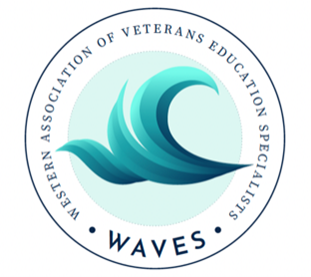 WESTERN ASSOCIATION OF VETERANS EDUCATION SPECIALISTS
• WAVES •